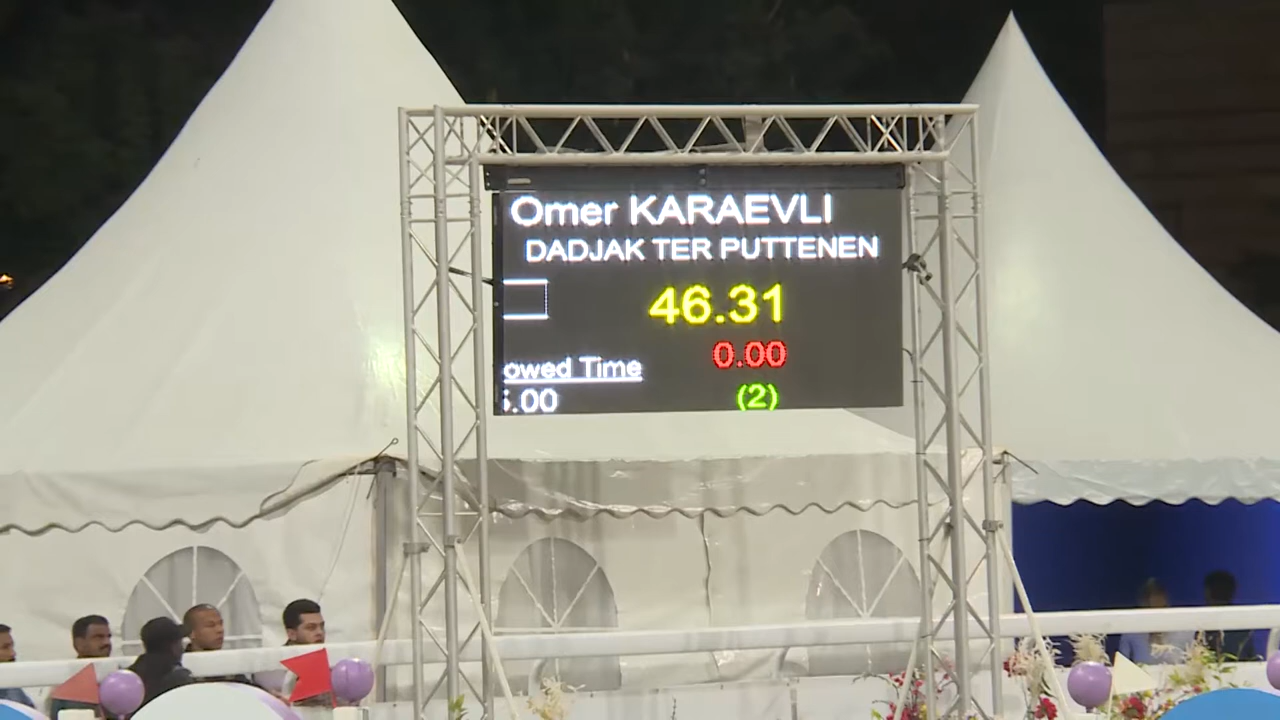 Omer KARAEVLI
DADJAK TER PUTTENEN
46.31
0.00
owed Time
.00
(2)